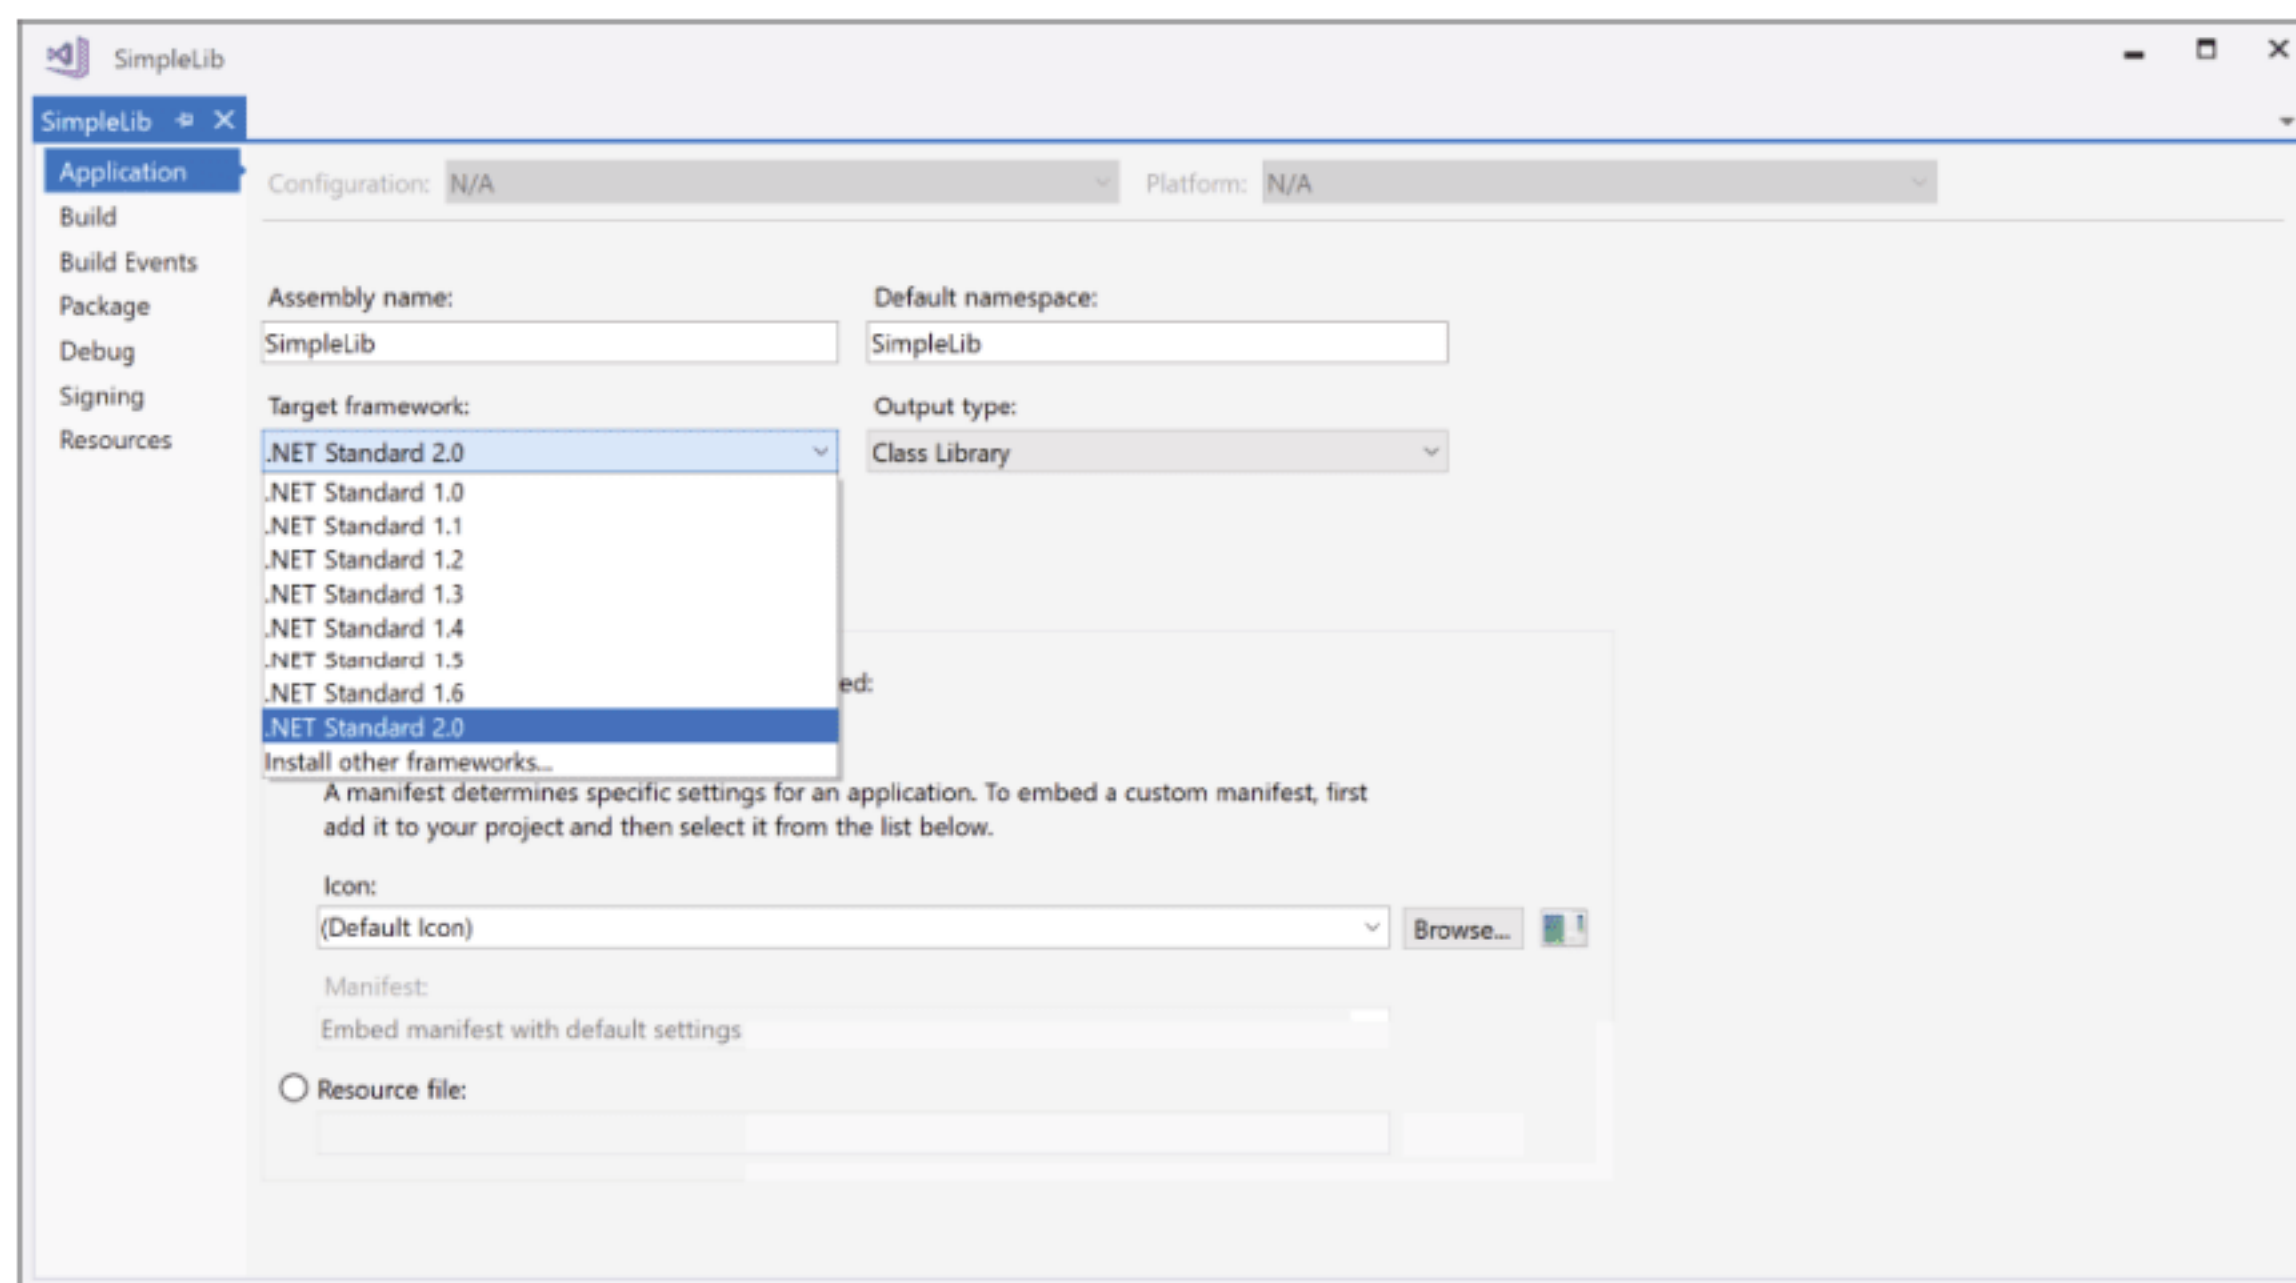 SimpleLib
SimpleLib
Application
Build
Build Events
Package
Debug
Signing
Resources
Configuration: N/A Platform: N/A
Assembly name: Default namespace:
SimpleLib SimpleLib
Target framework: Output type:
.NET Standard 2.0 Class Library
.NET Standard 1.0
.NET Standard 1.1
.NET Standard 1.2
.NET Standard 1.3
.NET Standard 1.4
.NET Standard 1.5
.NET Standard 1.6
ed:
.NET Standard 2.0
Install other frameworks...
A manifest determines specific settings for an application. To embed a custom manifest, first
add it to your project and then select it from the list below.
Icon:
(Default Icon) Browse...
Manifest:
Embed manifest with default settings
Resource file: